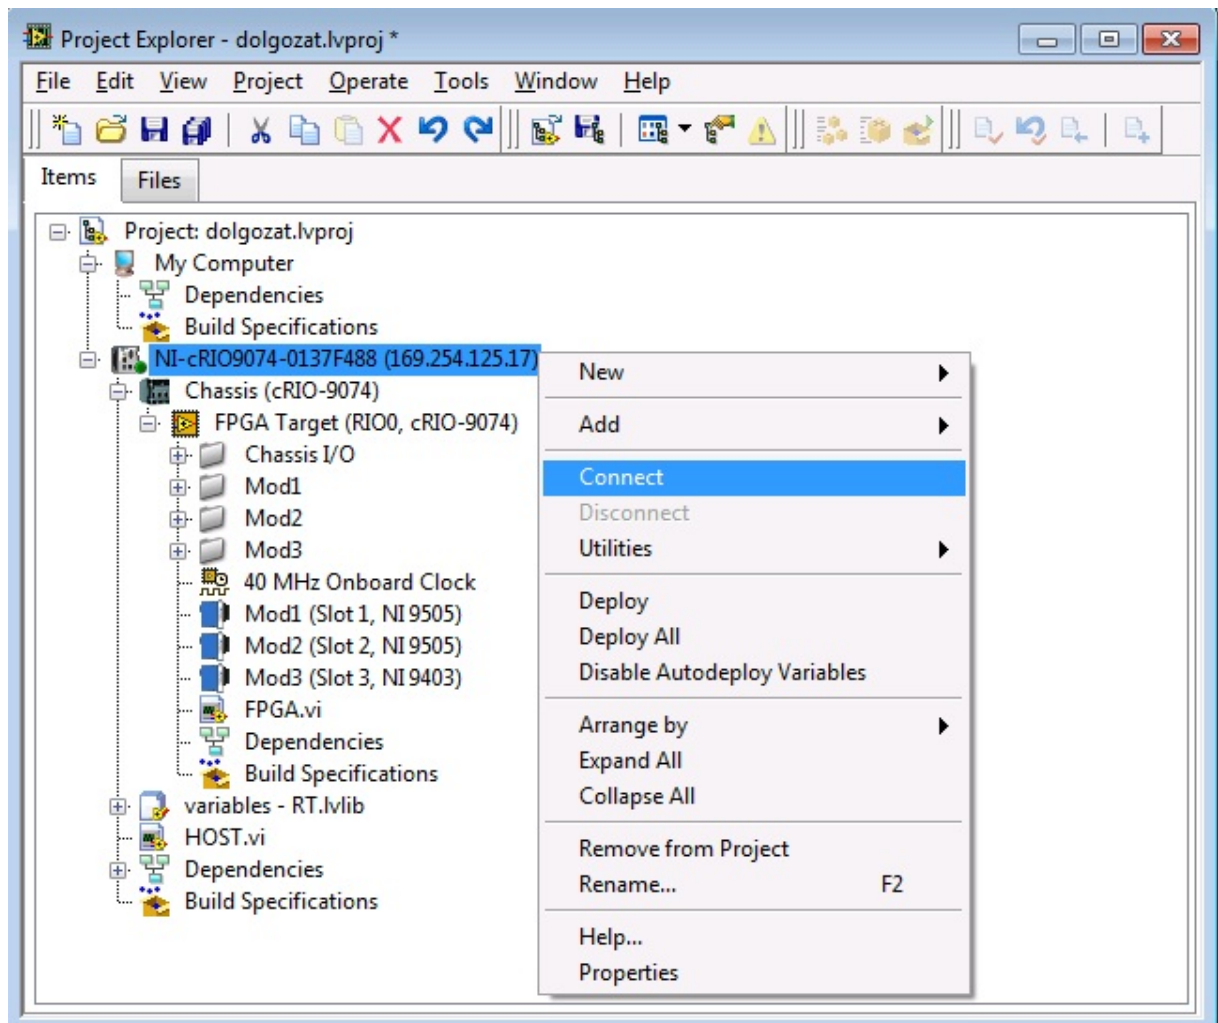 Project Explorer - dolgozat.lvproj *
File Edit View Project Operate Tools Window Help
Items Files
Project: dolgozat.lvproj
My Computer
Dependencies
Build Specifications
NI-cRIO9074-0137F488 (169.254.125.17)
Chassis (cRIO-9074)
FPGA Target (RIO0, cRIO-9074)
Chassis I/O
Mod1
Mod2
Mod3
40 MHz Onboard Clock
Mod1 (Slot 1, NI 9505)
Mod2 (Slot 2, NI 9505)
Mod3 (Slot 3, NI 9403)
FPGA.vi
Dependencies
Build Specifications
variables - RT.lvlib
HOST.vi
Dependencies
Build Specifications
New
Add
Connect
Disconnect
Utilities
Deploy
Deploy All
Disable Autodeploy Variables
Arrange by
Expand All
Collapse All
Remove from Project
Rename... F2
Help...
Properties